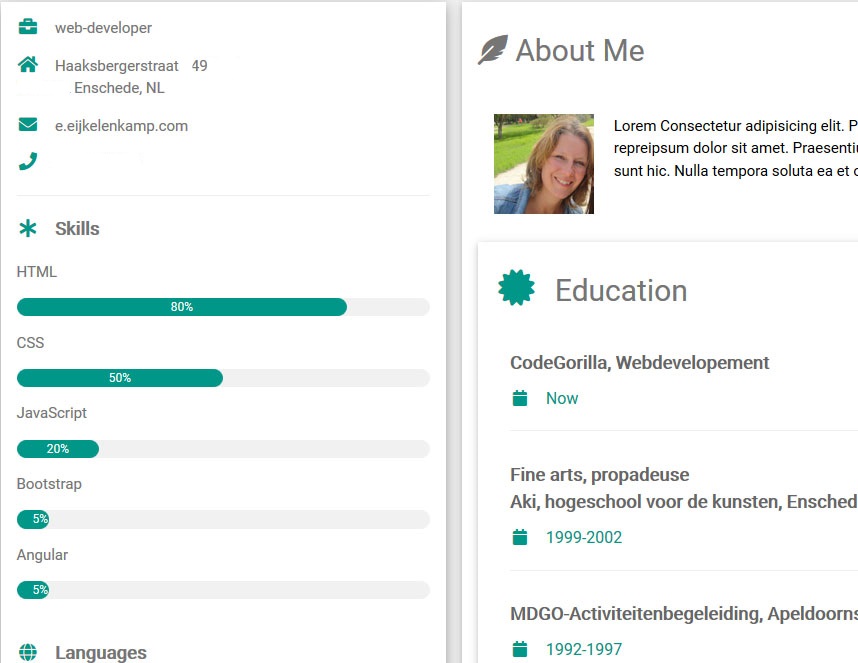 web-developer
Haaksbergerstraat 49
Enschede, NL
e.eijkelenkamp.com
Skills
HTML
80%
CSS
50%
JavaScript
20%
Bootstrap
5%
Angular
5%
Languages
About Me
Lorem Consectetur adipisicing elit. P
repreipsum dolor sit amet. Praesentiu
sunt hic. Nulla tempora soluta ea et c
Education
CodeGorilla, Webdevelopement
Now
Fine arts, propadeuse
Aki, hogeschool voor de kunsten, Ensched
1999-2002
MDGO-Activiteitenbegeleiding, Apeldoorns
1992-1997